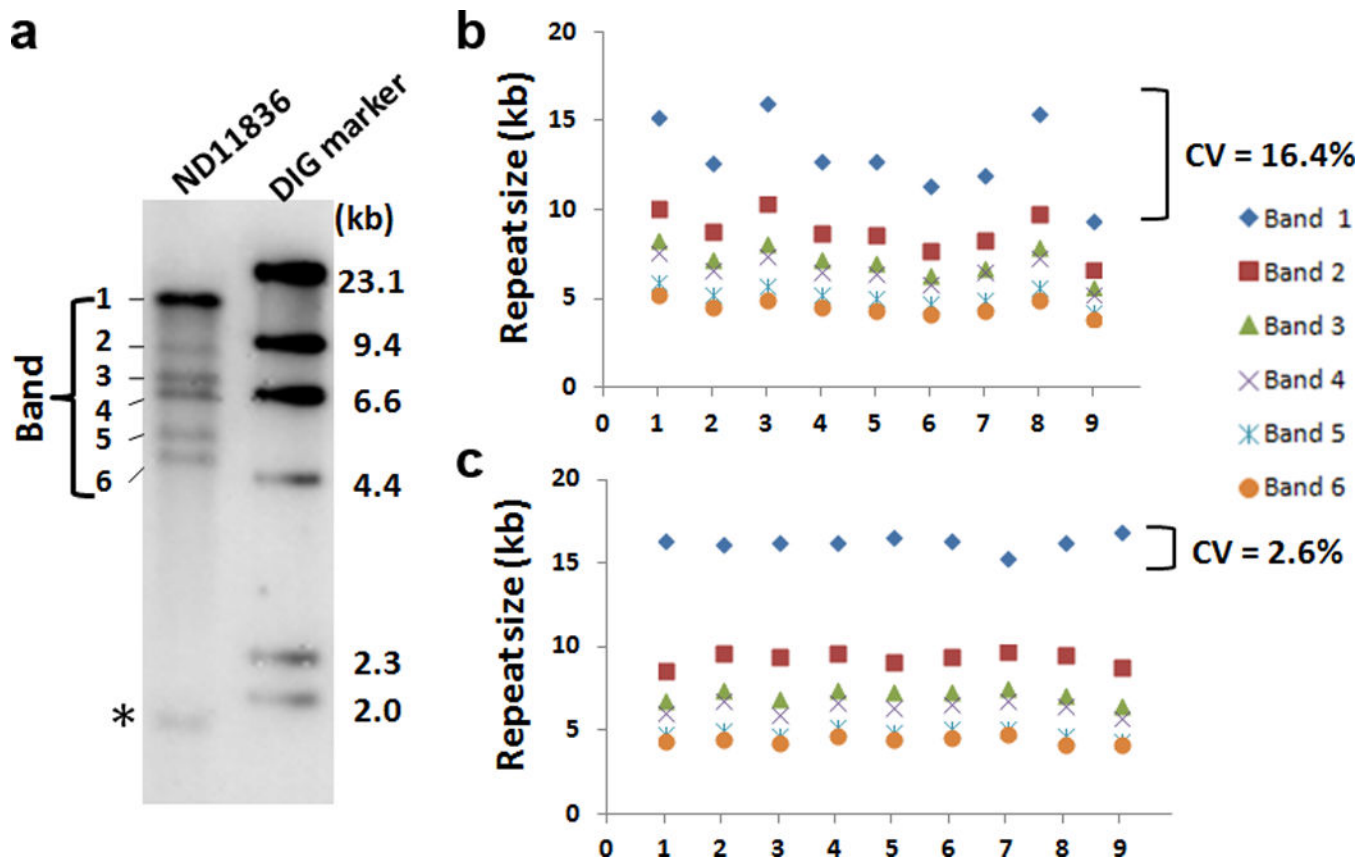 a
ND11836
DIG marker
(kb)
23.1
9.4
6.6
4.4
2.3
2.0
Band
1
2
3
4
5
6
*
b
Repeat size (kb)
20
15
10
5
0
0 1 2 3 4 5 6 7 8 9
CV = 16.4%
Band 1
Band 2
Band 3
Band 4
Band 5
Band 6
c
Repeat size (kb)
20
15
10
5
0
0 1 2 3 4 5 6 7 8 9
CV = 2.6%